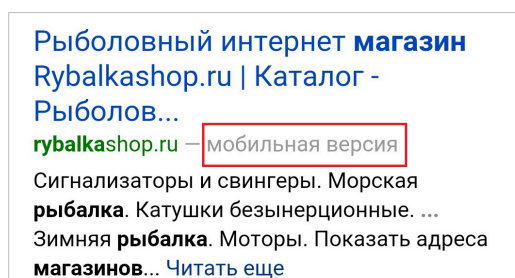 Рыболовный интернет магазин
Rybalkashop.ru | Каталог -
Рыболов...
rybalkashop.ru — мобильная версия
Сигнализаторы и свингеры. Морская
рыбалка. Катушки безынерционные. ...
Зимняя рыбалка. Моторы. Показать адреса
магазинов... Читать еще